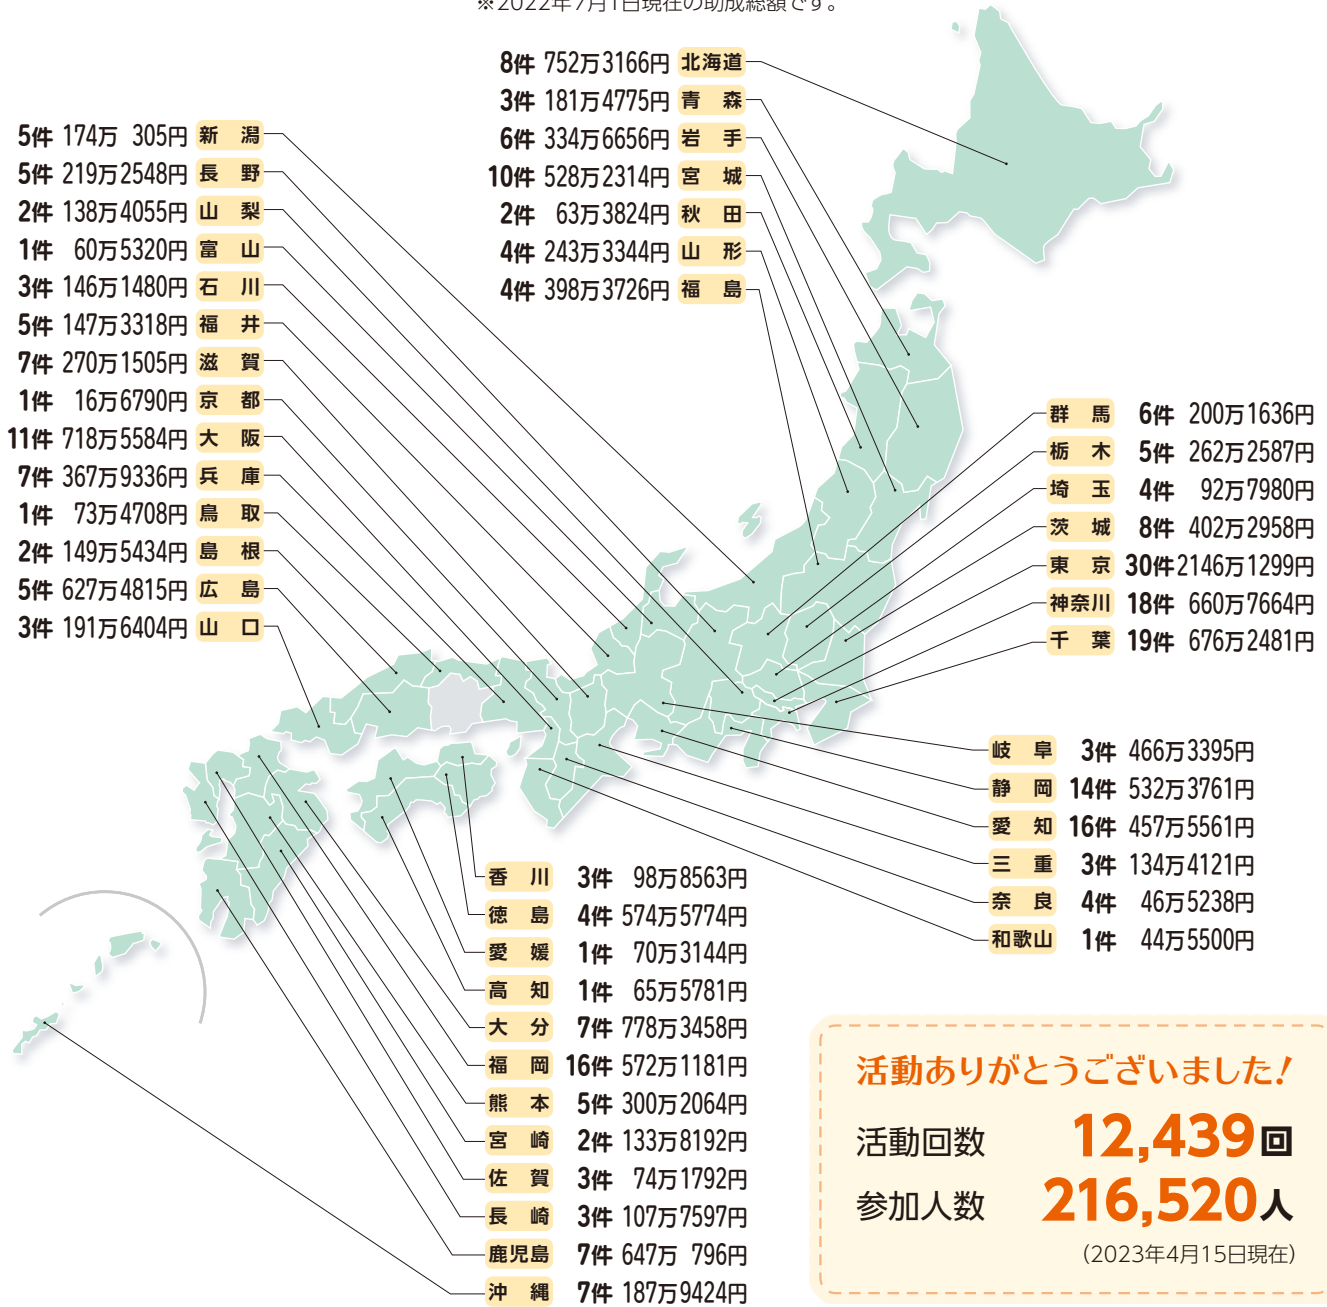 ※2022年7月1日現在の助成総額です。
8件 752万3166円 北海道
3件 181万4775円 青森
6件 334万6656円 岩手
10件 528万2314円 宮城
2件 63万3824円 秋田
4件 243万3344円 山形
4件 398万3726円 福島
5件 174万 305円 新潟
5件 219万2548円 長野
2件 138万4055円 山梨
1件 60万5320円 富山
3件 146万1480円 石川
5件 147万3318円 福井
7件 270万1505円 滋賀
1件 16万6790円 京都
11件 718万5584円 大阪
7件 367万9336円 兵庫
1件 73万4708円 鳥取
2件 149万5434円 島根
5件 627万4815円 広島
3件 191万6404円 山口
群馬 6件 200万1636円
栃木 5件 262万2587円
埼玉 4件 92万7980円
茨城 8件 402万2958円
東京 30件 2146万1299円
神奈川 18件 660万7664円
千葉 19件 676万2481円
岐阜 3件 466万3395円
静岡 14件 532万3761円
愛知 16件 457万5561円
三重 3件 134万4121円
奈良 4件 46万5238円
和歌山 1件 44万5500円
香川 3件 98万8563円
徳島 4件 574万5774円
愛媛 1件 70万3144円
高知 1件 65万5781円
大分 7件 778万3458円
福岡 16件 572万1181円
熊本 5件 300万2064円
宮崎 2件 133万8192円
佐賀 3件 74万1792円
長崎 3件 107万7597円
鹿児島 7件 647万 796円
沖縄 7件 187万9424円
活動ありがとうございました!
活動回数 12,439回
参加人数 216,520人
(2023年4月15日現在)